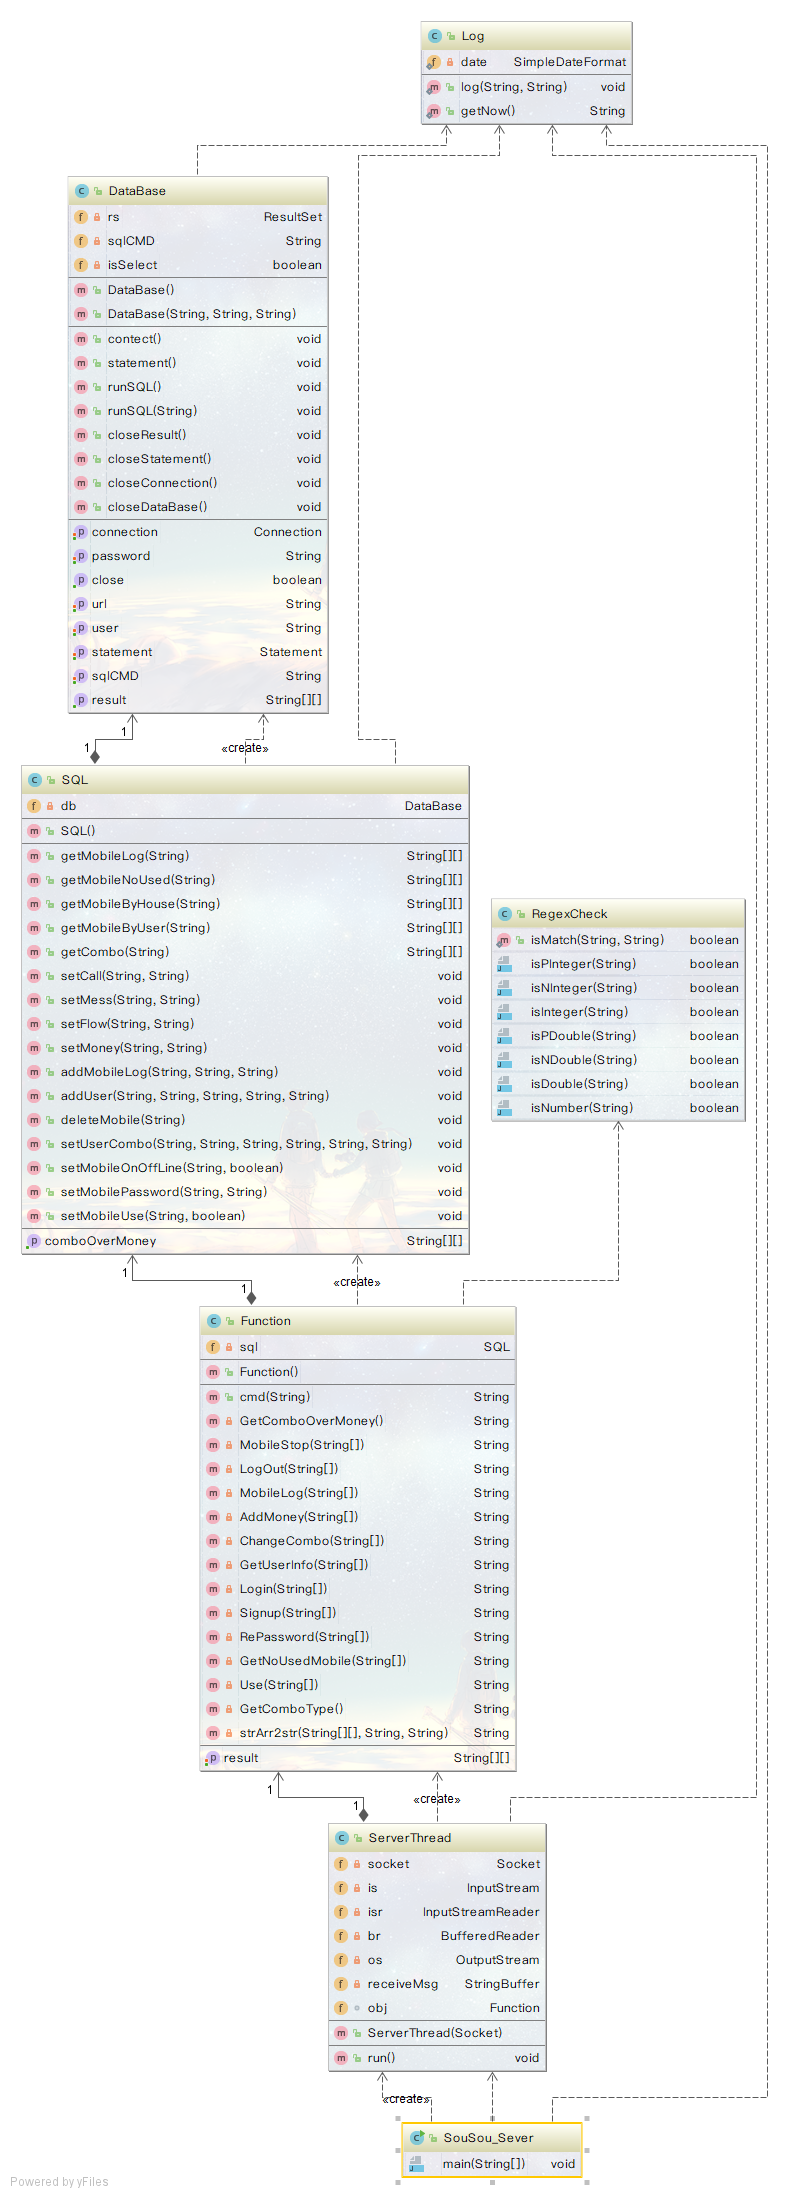 Log
date SimpleDateFormat
log(String, String) void
getNow() String
DataBase
rs ResultSet
sqlCMD String
isSelect boolean
DataBase()
DataBase(String, String, String)
contect() void
statement() void
runSQL() void
runSQL(String) void
closeResult() void
closeStatement() void
closeConnection() void
closeDataBase() void
connection Connection
password String
close boolean
url String
user String
statement Statement
sqlCMD String
result String[][]
1
1
«create»
SQL
db DataBase
SQL()
getMobileLog(String) String[][]
getMobileNoUsed(String) String[][]
getMobileByHouse(String) String[][]
getMobileByUser(String) String[][]
getCombo(String) String[][]
setCall(String, String) void
setMess(String, String) void
setFlow(String, String) void
setMoney(String, String) void
addMobileLog(String, String, String) void
addUser(String, String, String, String, String) void
deleteMobile(String) void
setUserCombo(String, String, String, String, String, String) void
setMobileOnOffLine(String, boolean) void
setMobilePassword(String, String) void
setMobileUse(String, boolean) void
comboOverMoney String[][]
RegexCheck
isMatch(String, String) boolean
isPInteger(String) boolean
isNInteger(String) boolean
isInteger(String) boolean
isPDouble(String) boolean
isNDouble(String) boolean
isDouble(String) boolean
isNumber(String) boolean
1
1
«create»
Function
sql SQL
Function()
cmd(String) String
GetComboOverMoney() String
MobileStop(String[]) String
LogOut(String[]) String
MobileLog(String[]) String
AddMoney(String[]) String
ChangeCombo(String[]) String
GetUserInfo(String[]) String
Login(String[]) String
Signup(String[]) String
RePassword(String[]) String
GetNoUsedMobile(String[]) String
Use(String[]) String
GetComboType() String
strArr2str(String[][], String, String) String
result String[][]
1
1
«create»
ServerThread
socket Socket
is InputStream
isr InputStreamReader
br BufferedReader
os OutputStream
receiveMsg StringBuffer
obj Function
ServerThread(Socket)
run() void
«create»
SouSou_Sever
main(String[]) void
Powered by yFiles